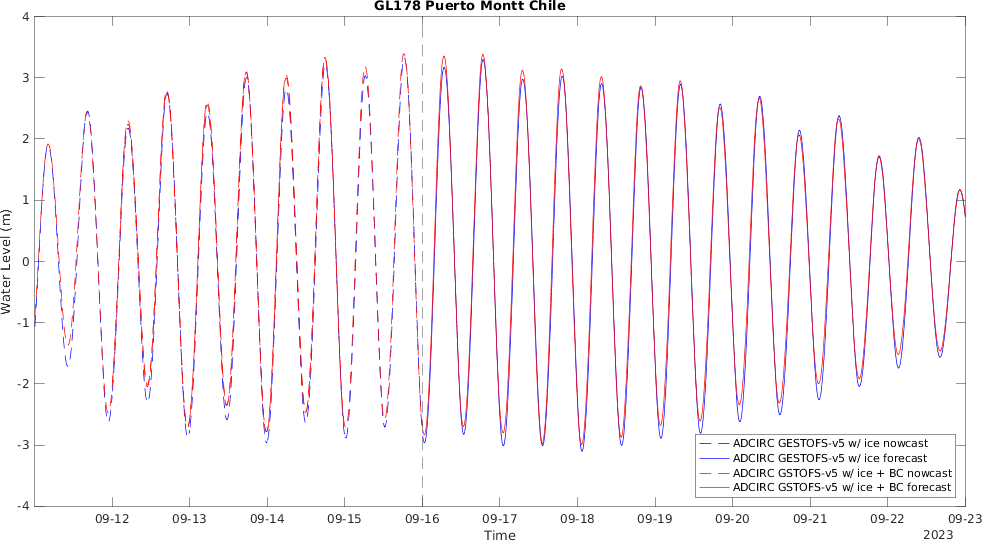 GL178 Puerto Montt Chile
4
3
2
1
0
-1
-2
-3
-4
Water Level (m)
ADCIRC GESTOFS-v5 w/ ice nowcast
ADCIRC GESTOFS-v5 w/ ice forecast
ADCIRC GSTOFS-v5 w/ ice + BC nowcast
ADCIRC GSTOFS-v5 w/ ice + BC forecast
09-12 09-13 09-14 09-15 09-16 09-17 09-18 09-19 09-20 09-21 09-22 09-23
Time
2023